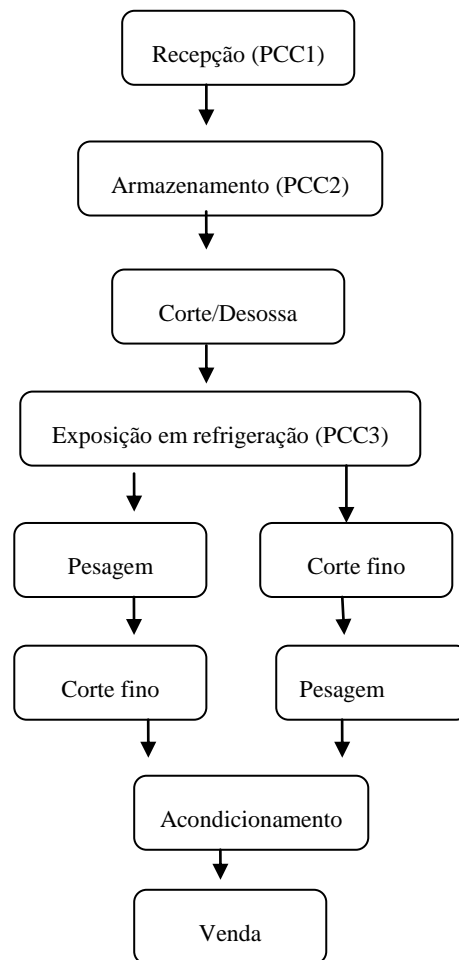 Recepção (PCC1)
Armazenamento (PCC2)
Corte/Desossa
Exposição em refrigeração (PCC3)
Pesagem
Corte fino
Corte fino
Pesagem
Acondicionamento
Venda